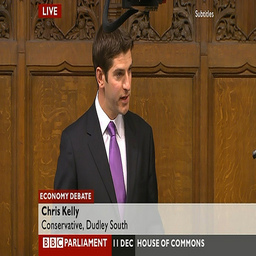 LIVE
Subtitles
ECONOMY DEBATE
Chris Kelly
Conservative, Dudley South
BBC PARLIAMENT 11 DEC HOUSE OF COMMONS